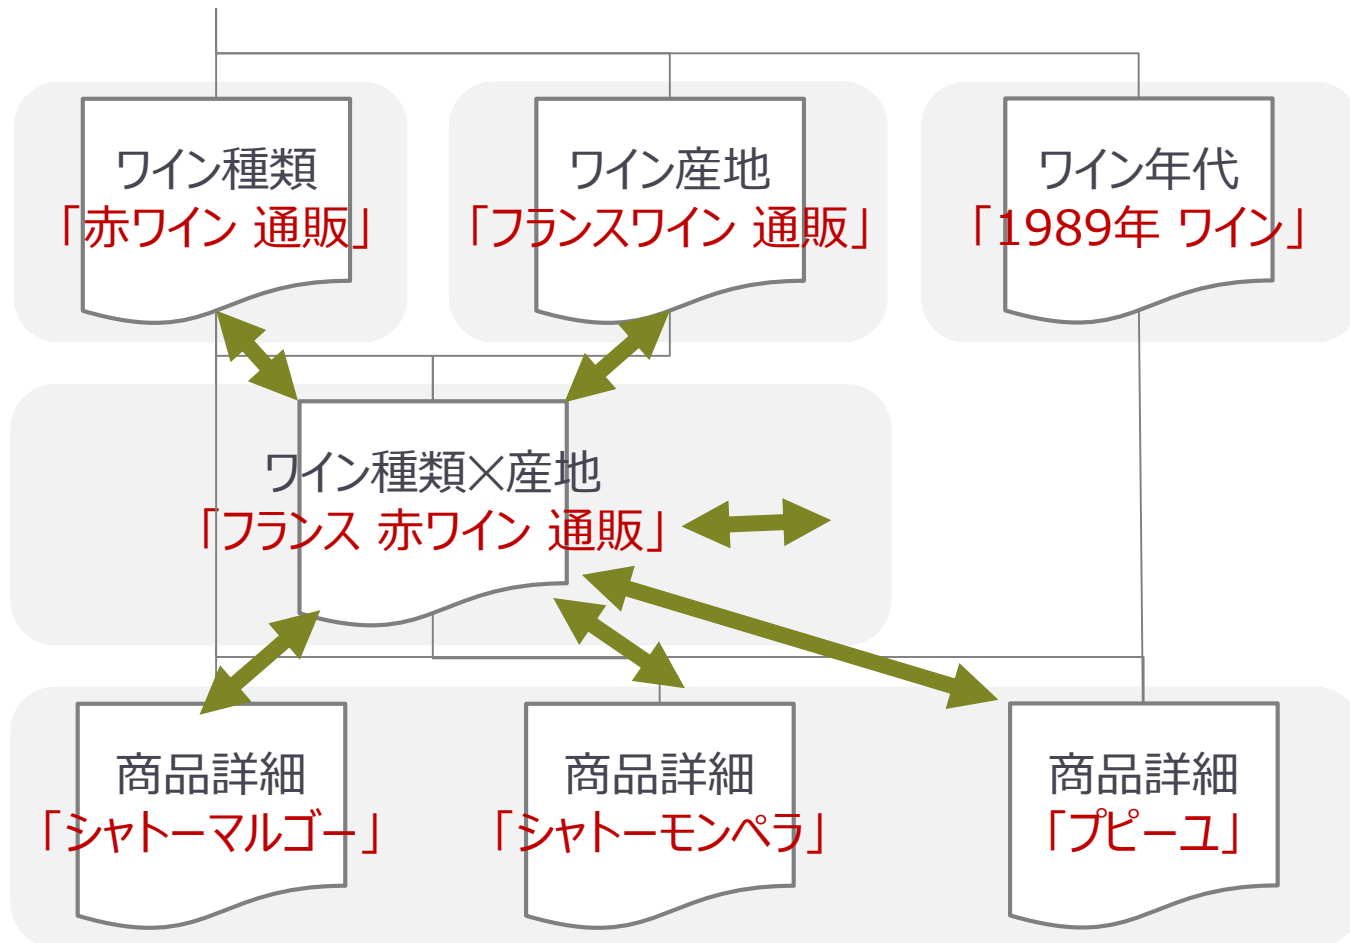 ワイン種類
「赤ワイン 通販」
ワイン産地
「フランスワイン 通販」
ワイン年代
「1989年 ワイン」
ワイン種類×産地
「フランス 赤ワイン 通販」
商品詳細
「シャトーマルゴー」
商品詳細
「シャトーモンペラ」
商品詳細
「プピーユ」